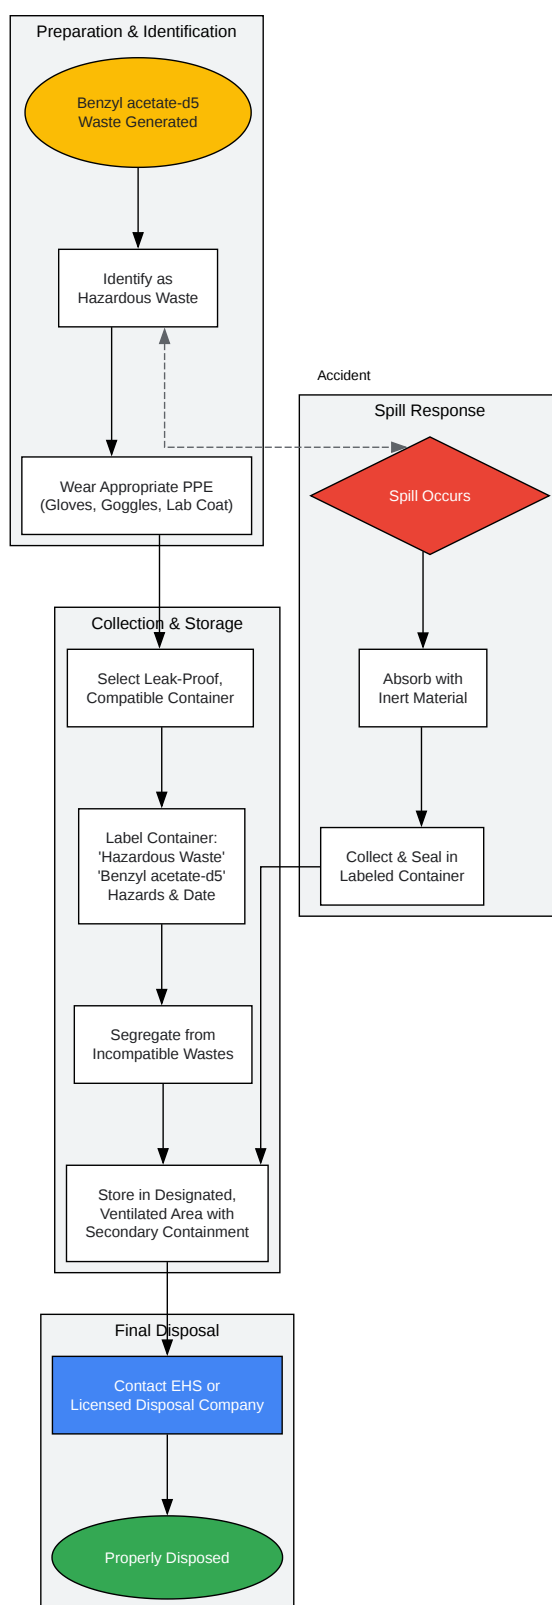 Preparation & Identification
Benzyl acetate-d5
Waste Generated
Identify as
Hazardous Waste
Wear Appropriate PPE
(Gloves, Goggles, Lab Coat)
Accident
Spill Response
Spill Occurs
Absorb with
Inert Material
Collect & Seal in
Labeled Container
Collection & Storage
Select Leak-Proof,
Compatible Container
Label Container:
'Hazardous Waste'
'Benzyl acetate-d5'
Hazards & Date
Segregate from
Incompatible Wastes
Store in Designated,
Ventilated Area with
Secondary Containment
Final Disposal
Contact EHS or
Licensed Disposal Company
Properly Disposed